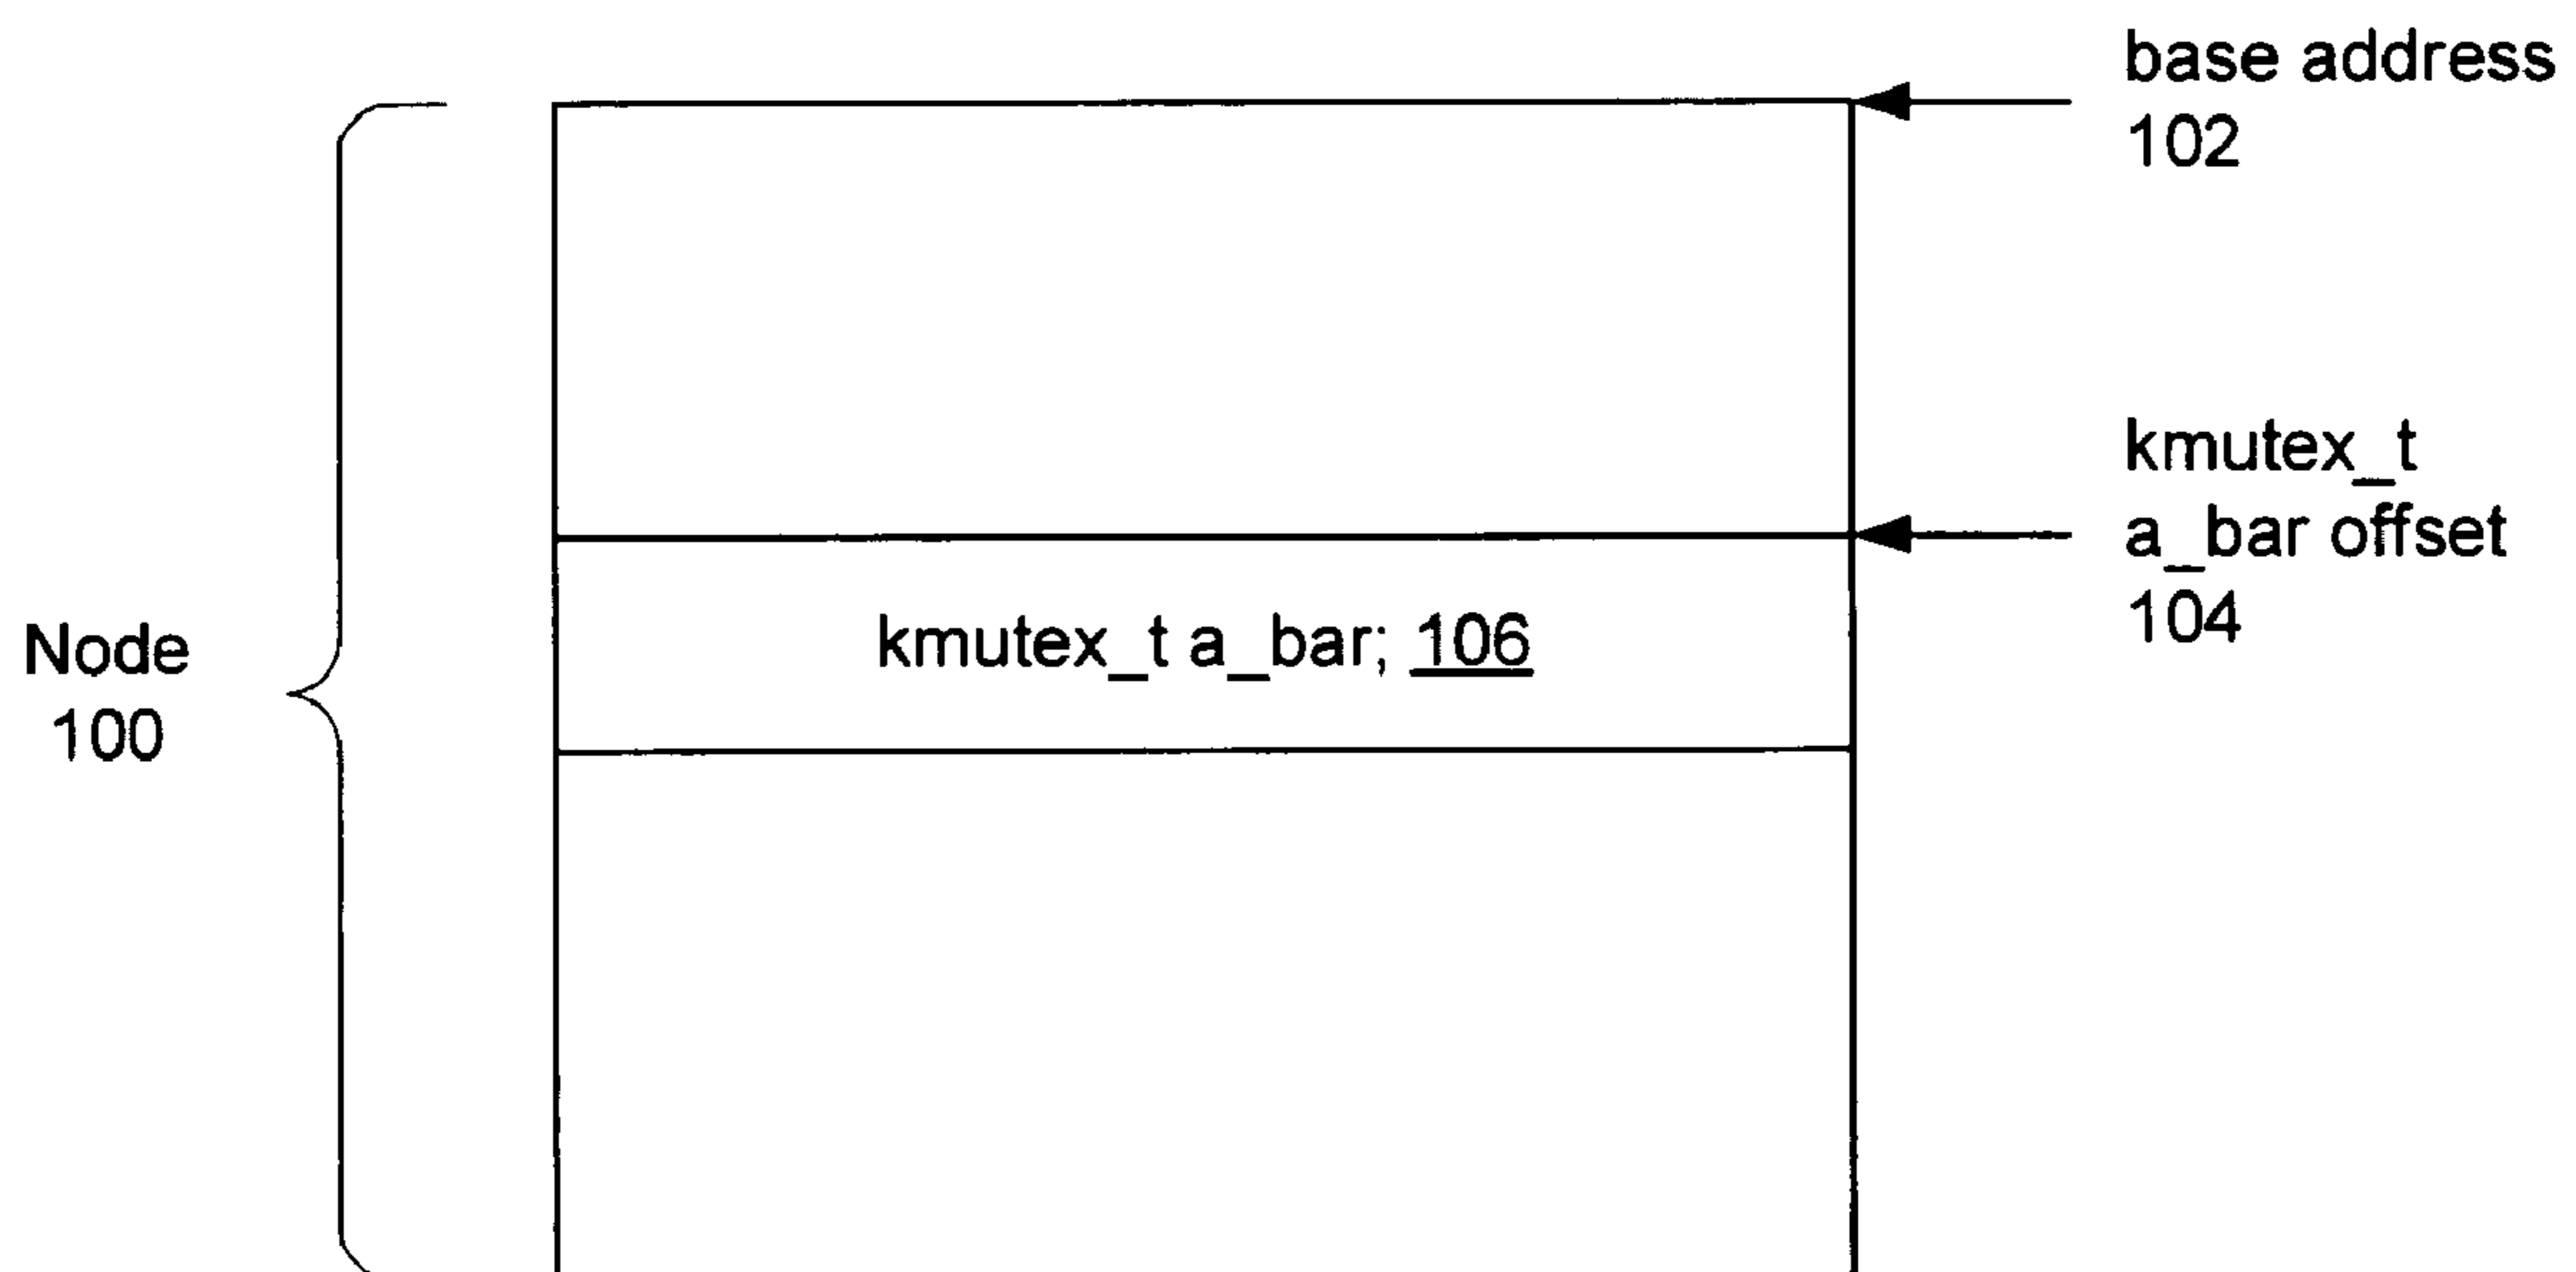 base address
102
kmutex_t
a_bar offset
104
kmutex_t a_bar; 106
Node
100